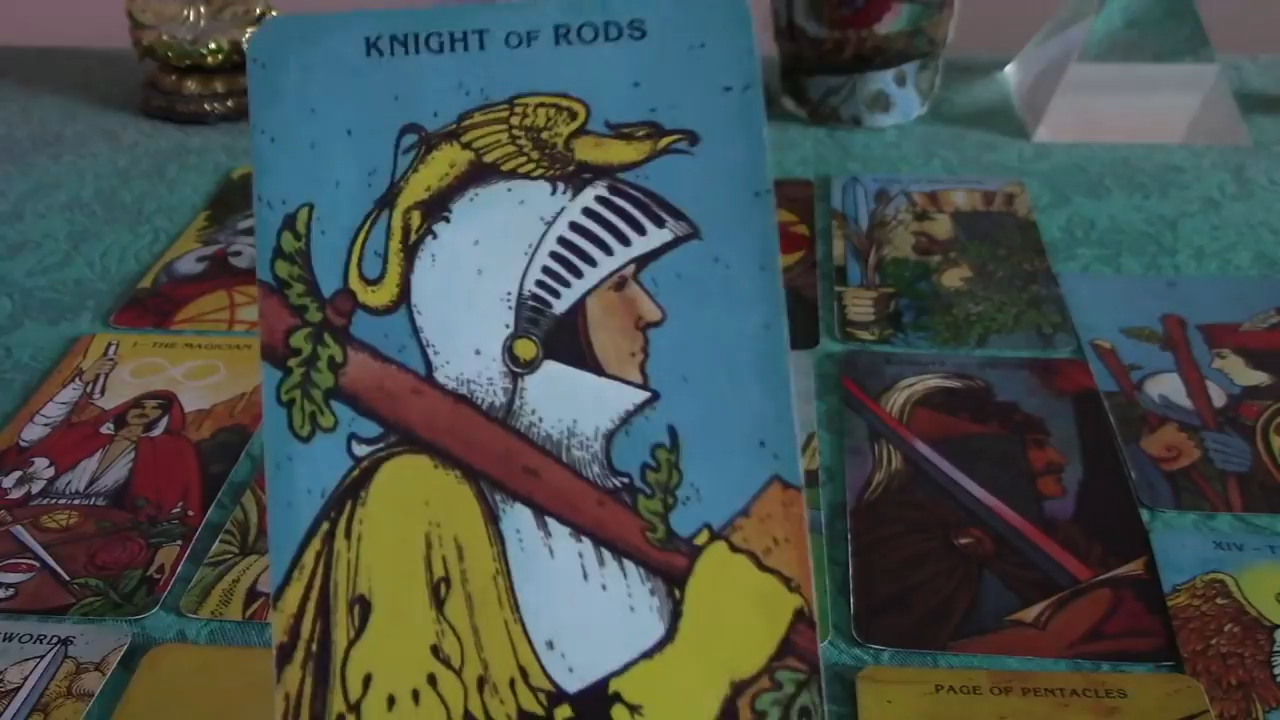 KNIGHT OF RODS
I - THE MAGICIAN
SWORDS
XIV - T
PAGE OF PENTACLES